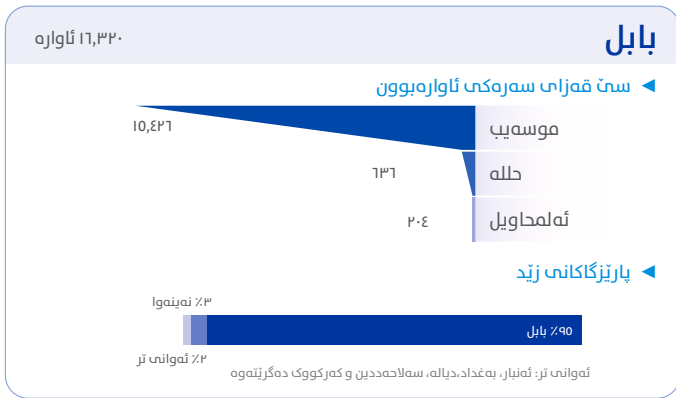 بابل
١٦,٣٢٠ ئاوارە
سێ قەزای سەرەکی ئاوارەبوون
موسەیب
١٥,٤٢٦
حللە
٦٣٦
ئەلمحاویل
٢٠٤
پارێزگاکانی زێد
٣٪ نەینەوا
٩٥٪ بابل
٢٪ ئەوانی تر
ئەوانی تر: ئەنبار، بەغداد،دیالە، سەلاحەددین و کەرکووک دەگرێتەوە